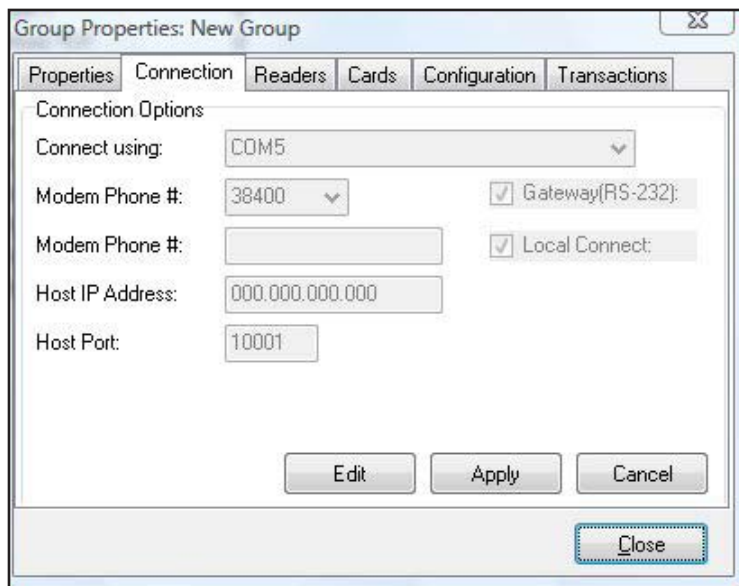 Group Properties: New Group
Properties Connection Readers Cards Configuration Transactions
Connection Options
Connect using: COM5
Modem Phone #: 38400 Gateway(RS-232):
Modem Phone #: Local Connect:
Host IP Address: 000.000.000.000
Host Port: 10001
Edit Apply Cancel
Close